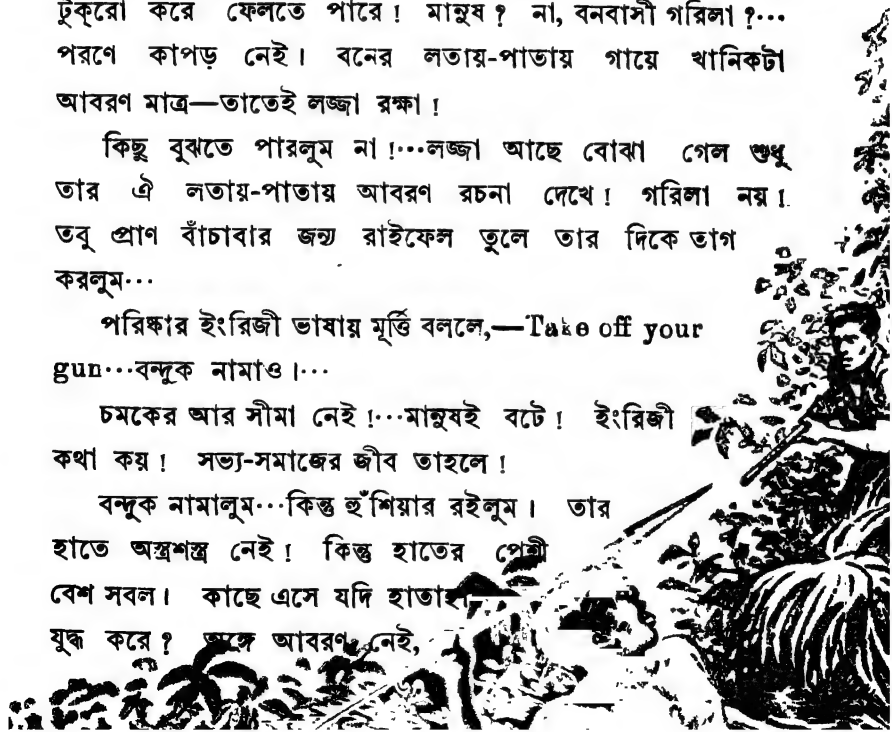 টুক্‌রো করে ফেলতে পারে! মানুষ? না, বনবাসী গরিলা?···
পরণে কাপড় নেই। বনের লতায়-পাতায় গায়ে খানিকটা
আবরণ মাত্র—তাতেই লজ্জা রক্ষা!
কিছু বুঝতে পারলুম না!···লজ্জা আছে বোঝা গেল শুধু
তার ঐ লতায়-পাতায় আবরণ রচনা দেখে! গরিলা নয়!
তবু প্রাণ বাঁচাবার জন্য রাইফেল তুলে তার দিকে তাগ
করলুম···
পরিষ্কার ইংরিজী ভাষায় মূর্ত্তি বললে,—Take off your
gun···বন্দুক নামাও।···
চমকের আর সীমা নেই!···মানুষই বটে! ইংরিজী
কথা কয়! সভ্য-সমাজের জীব তাহলে!
বন্দুক নামালুম···কিন্তু হুঁশিয়ার রইলুম। তার
হাতে অস্ত্রশস্ত্র নেই! কিন্তু হাতের পেশী
বেশ সবল। কাছে এসে যদি
যুদ্ধ করে? অঙ্গে আবরণ নেই,